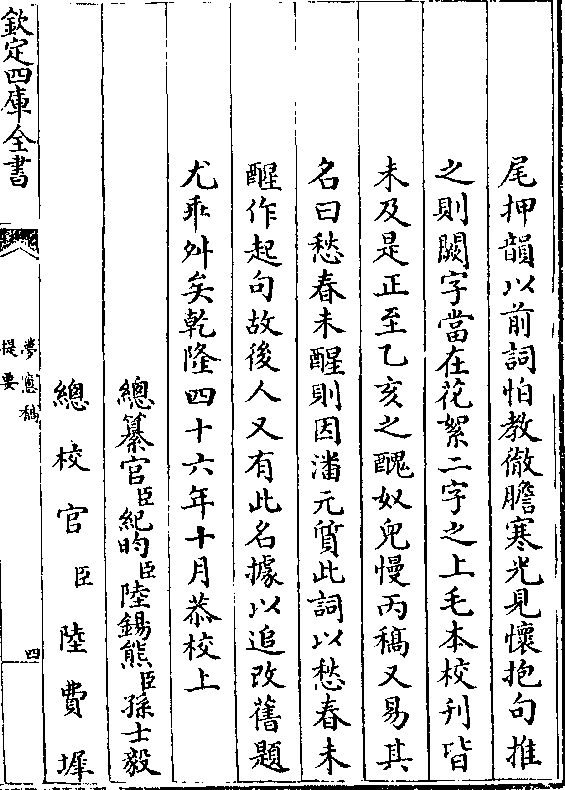 尾押韻以前詞怕教徹膽寒光見懷抱句推
之則闕字當在花絮二字之上毛本校刋皆
未及是正至乙亥之醜奴兒慢丙稿又易其
名曰愁春未醒則因潘元質此詞以愁春未
醒作起句故後人又有此名據以追改舊題
尤乖舛矣乾隆四十六年十月恭校上
總纂官臣紀昀臣陸錫熊臣孫士毅
總校官臣陸費墀
欽定四庫全書
夢窻稿
提要
四